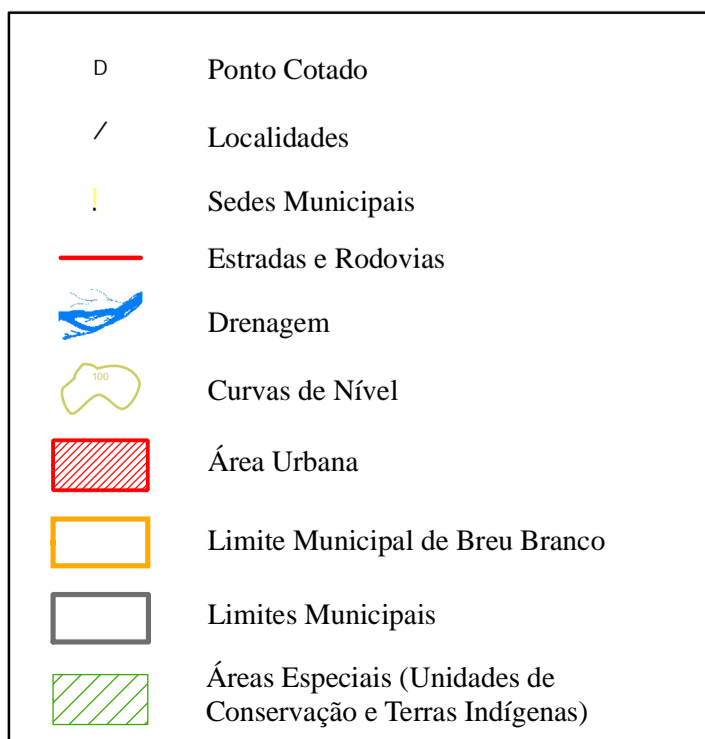 D Ponto Cotado
/ Localidades
! Sedes Municipais
Estradas e Rodovias
Drenagem
100 Curvas de Nível
Área Urbana
Limite Municipal de Breu Branco
Limites Municipais
Áreas Especiais (Unidades de
Conservação e Terras Indígenas)